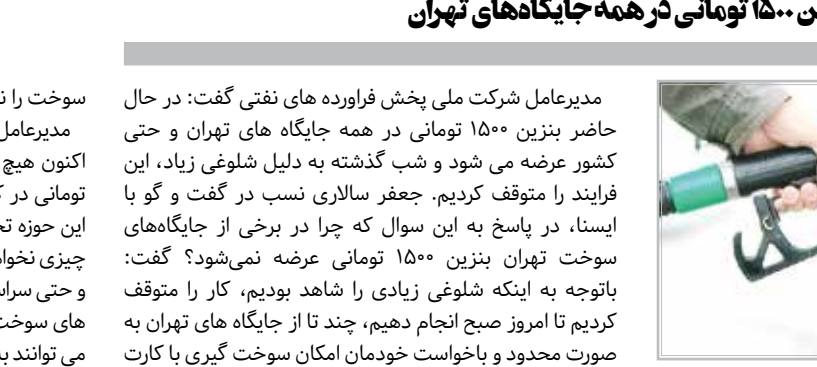 ۱۵۰۰ تومانی در همه جایگاه‌های تهران
مدیرعامل شرکت ملی پخش فراورده های نفتی گفت: در حال
حاضر بنزین ۱۵۰۰ تومانی در همه جایگاه های تهران و حتی
کشور عرضه می شود و شب گذشته به دلیل شلوغی زیاد، این
فرایند را متوقف کردیم. جعفر سالاری نسب در گفت و گو با
ایسنا، در پاسخ به این سوال که چرا در برخی از جایگاه‌های
سوخت تهران بنزین ۱۵۰۰ تومانی عرضه نمی‌شود؟ گفت:
باتوجه به اینکه شلوغی زیادی را شاهد بودیم، کار را متوقف
کردیم تا امروز صبح انجام دهیم، چند تا از جایگاه های تهران به
صورت محدود و باخواست خودمان امکان سوخت گیری با کارت
سوخت را
مدیرعامل
اکنون هیچ
تومانی در
این حوزه
چیزی
و حتی
های سوخت
می توانند